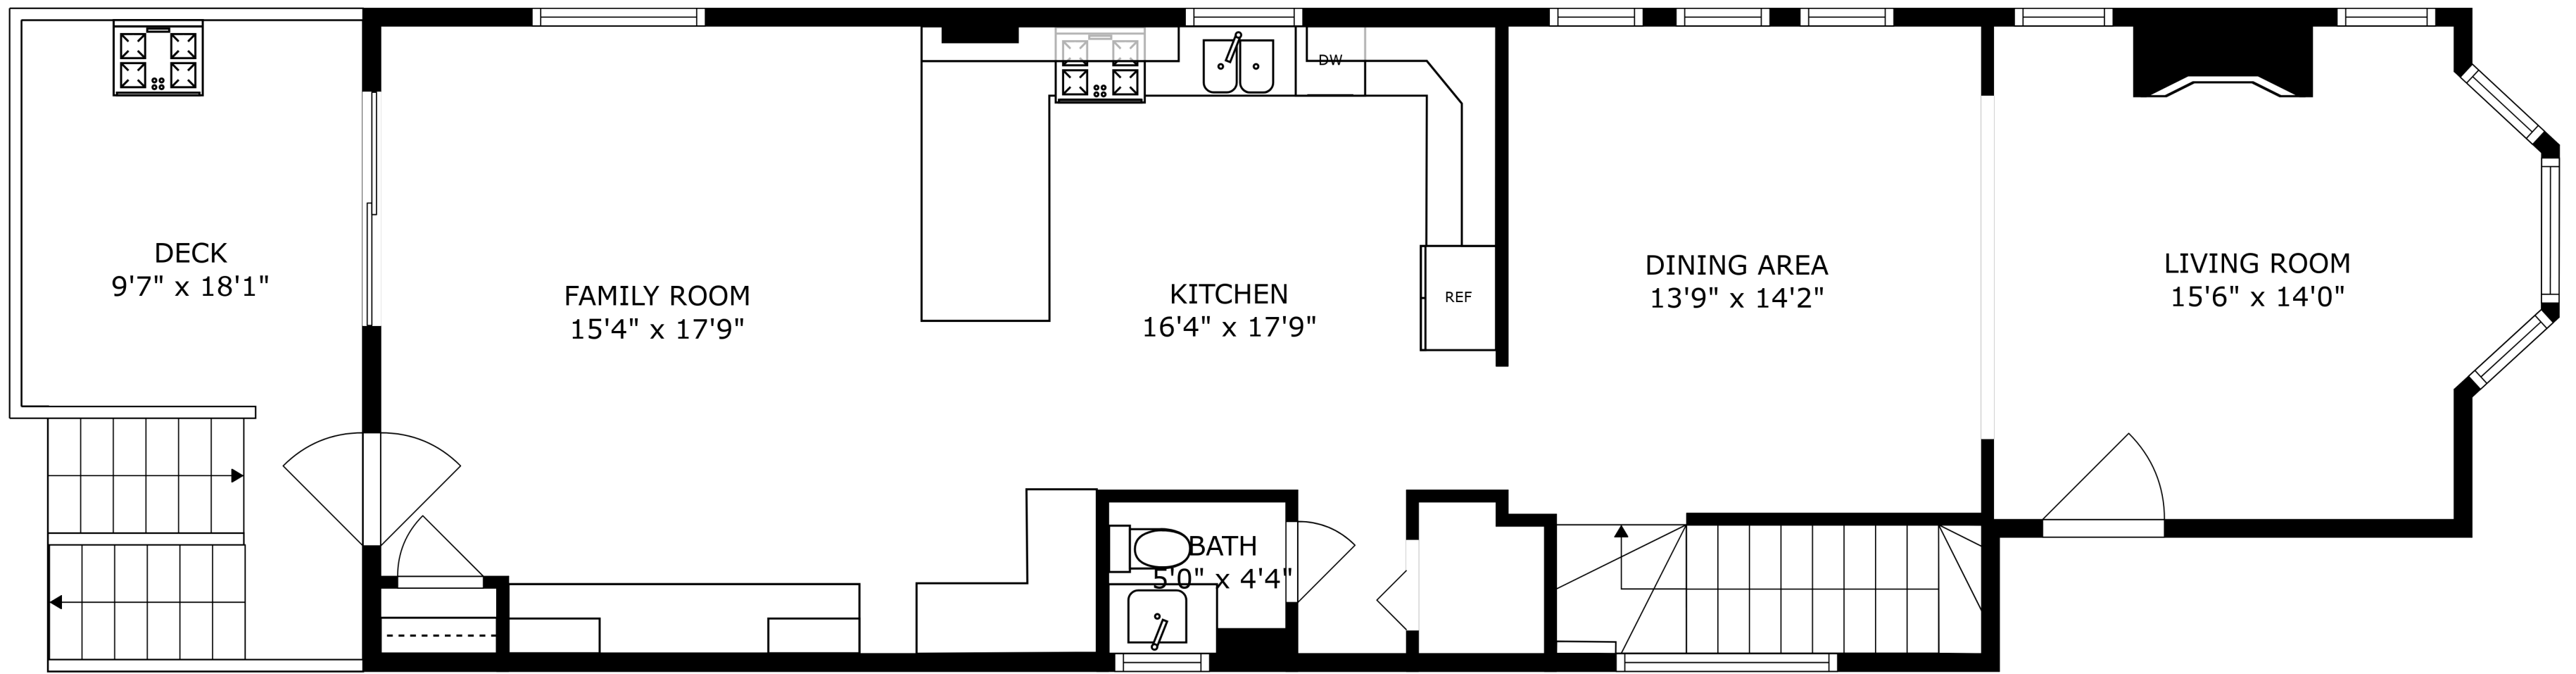 DECK
9'7" x 18'1"
FAMILY ROOM
15'4" x 17'9"
KITCHEN
16'4" x 17'9"
DW
REF
DINING AREA
13'9" x 14'2"
LIVING ROOM
15'6" x 14'0"
BATH
5'0" x 4'4"